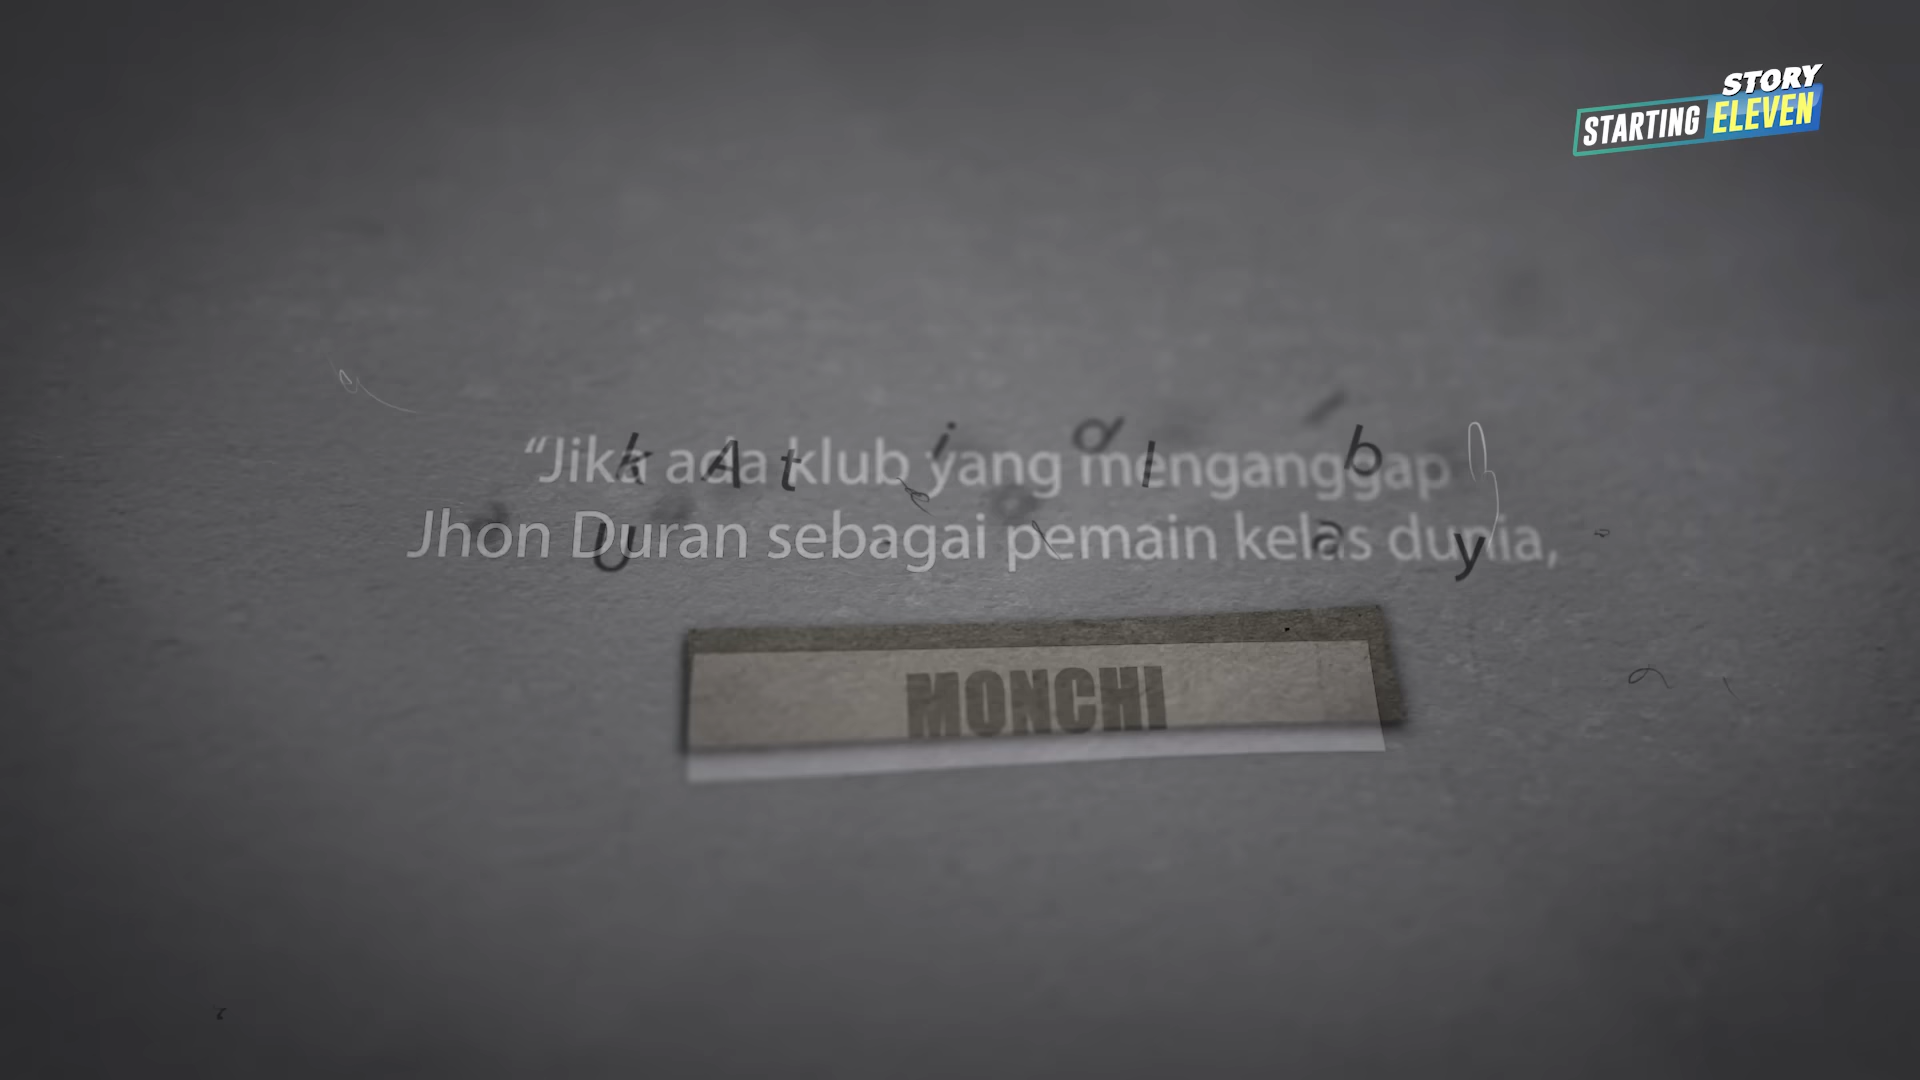 STORY
STARTING ELEVEN
“Jika ada klub yang menganggap
Jhon Duran sebagai pemain kelas dunia,
MONCHI